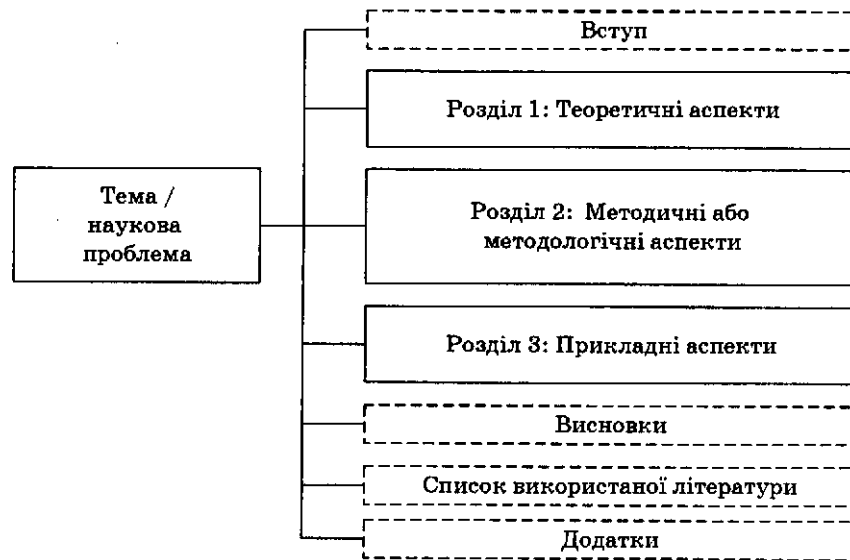 Вступ
Розділ 1: Теоретичні аспекти
Тема /
наукова
проблема
Розділ 2: Методичні або
методологічні аспекти
Розділ 3: Прикладні аспекти
Висновки
Список використаної літератури
Додатки